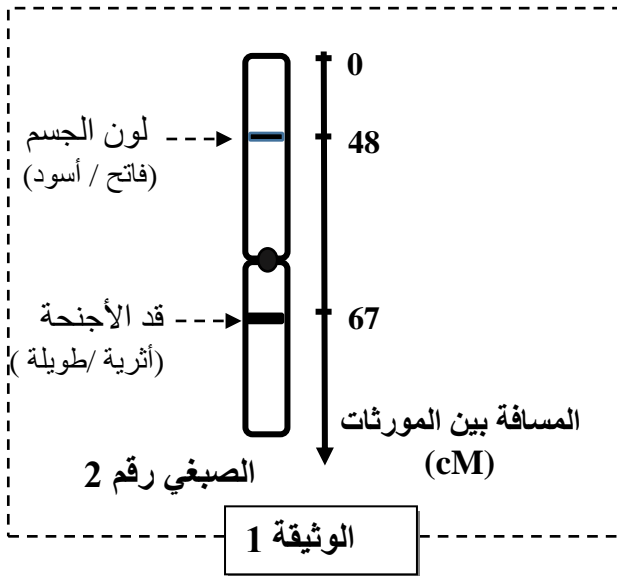 0
لون الجسم
(فاتح / أسود)
48
قد الأجنحة
(أثرية /طويلة )
67
المسافة بين المورثات
(cM)
الصبغي رقم 2
الوثيقة 1